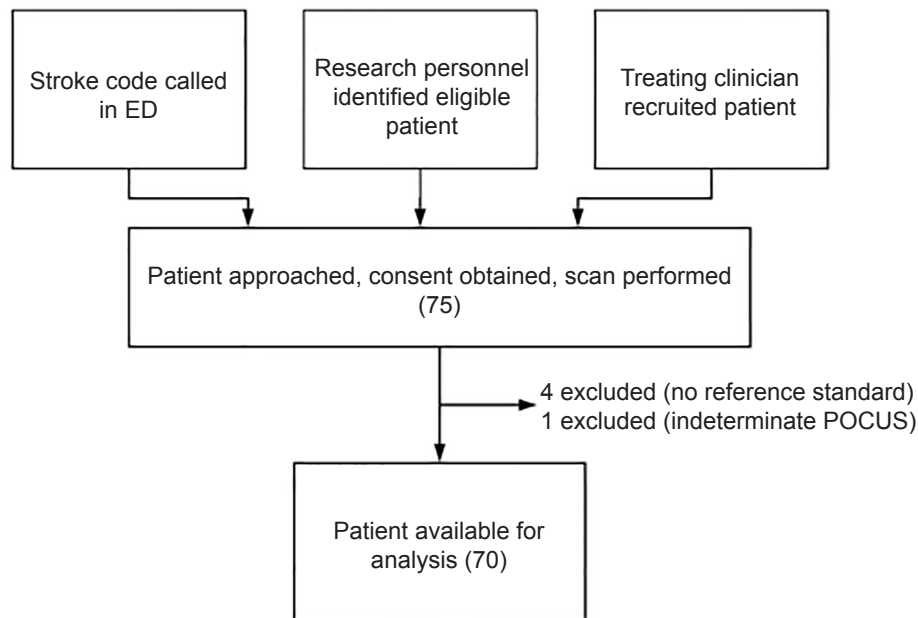 Stroke code called
in ED
Research personnel
identified eligible
patient
Treating clinician
recruited patient
Patient approached, consent obtained, scan performed
(75)
4 excluded (no reference standard)
1 excluded (indeterminate POCUS)
Patient available for
analysis (70)